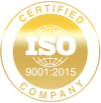 CERTIFIED
ISO
9001:2015
COMPANY